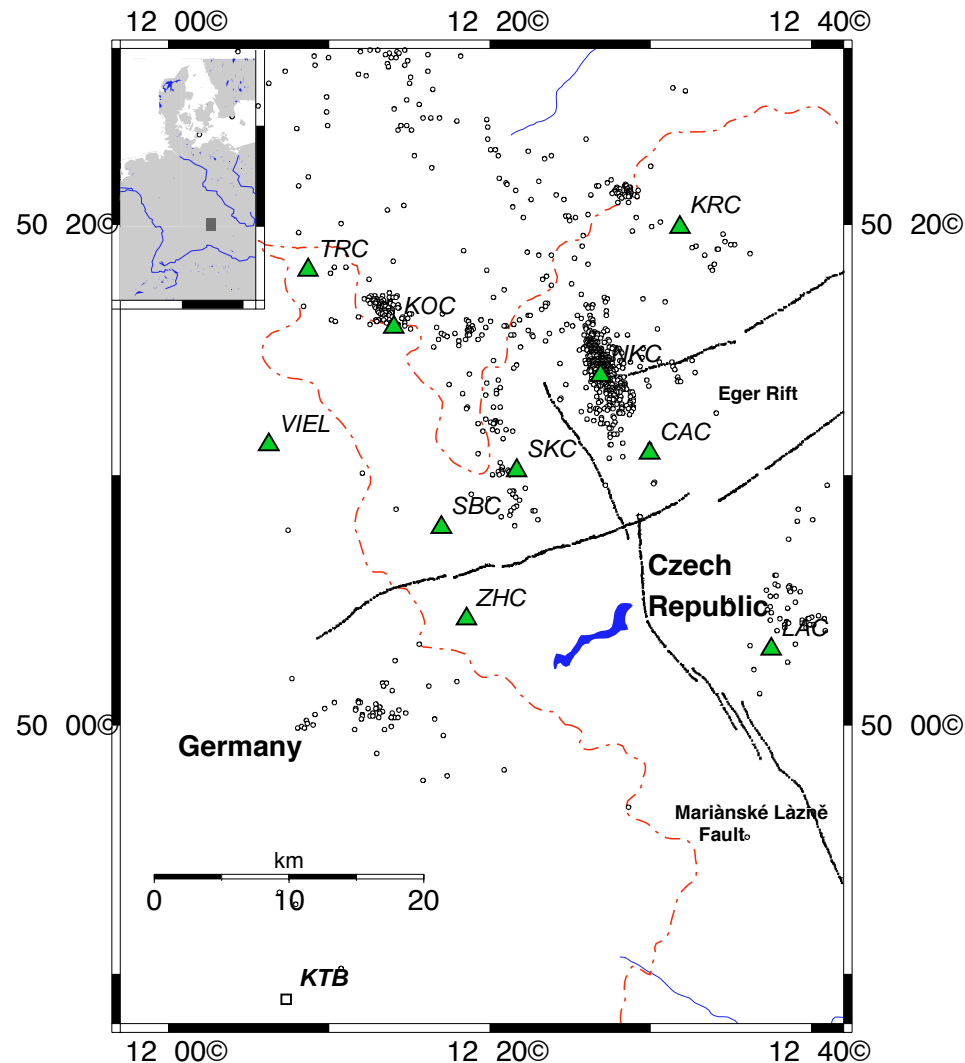 12 00© 12 20© 12 40©
50 20©
50 20©
KRC
TRC
KOC
NKC
Eger Rift
VIEL
CAC
SKC
SBC
Czech
Republic
ZHC
LAC
50 00©
50 00©
Germany
Mariànské Làzně
Fault
km
0 10 20
KTB
12 00© 12 20© 12 40©